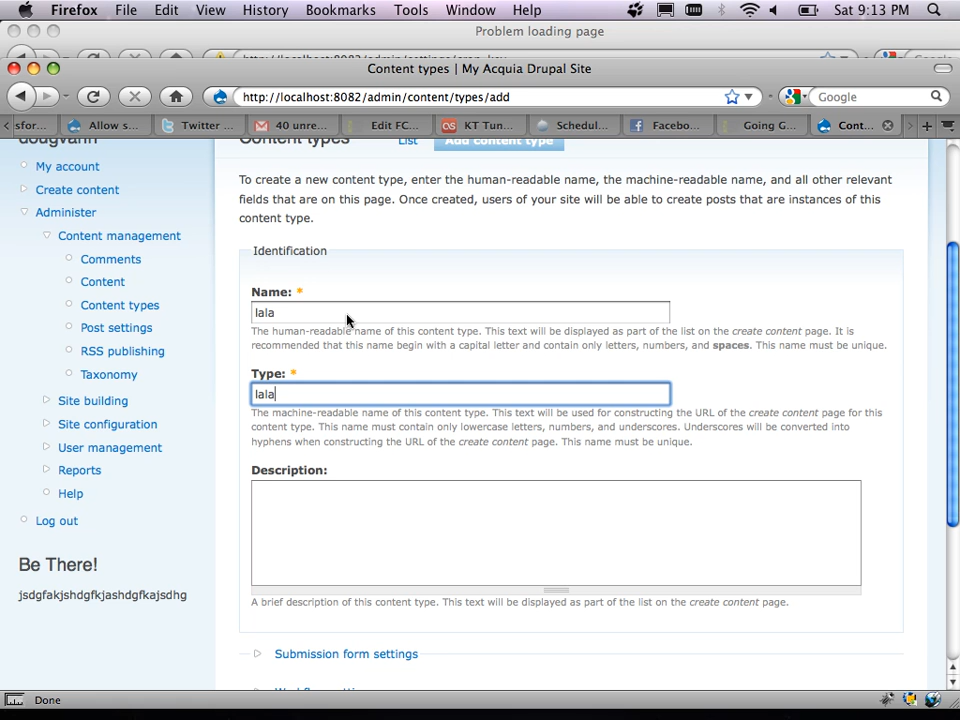 Firefox File Edit View History Bookmarks Tools Window Help Sat 9:13 PM
Problem loading page
Content types | My Acquia Drupal Site
http://localhost:8082/admin/content/types/add
Google
sfor... Allow s... Twitter ... 40 unre... Edit FC... KT Tun... Schedul... Facebo... Going G... Cont...
dougvann
Content types List Add content type
My account
Create content
Administer
Content management
Comments
Content
Content types
Post settings
RSS publishing
Taxonomy
Site building
Site configuration
User management
Reports
Help
Log out
Be There!
jsdgfakjshdgfkjashdgfkajsdhg
To create a new content type, enter the human-readable name, the machine-readable name, and all other relevant
fields that are on this page. Once created, users of your site will be able to create posts that are instances of this
content type.
Identification
Name: *
lala
The human-readable name of this content type. This text will be displayed as part of the list on the create content page. It is
recommended that this name begin with a capital letter and contain only letters, numbers, and spaces. This name must be unique.
Type: *
lala
The machine-readable name of this content type. This text will be used for constructing the URL of the create content page for this
content type. This name must contain only lowercase letters, numbers, and underscores. Underscores will be converted into
hyphens when constructing the URL of the create content page. This name must be unique.
Description:
A brief description of this content type. This text will be displayed as part of the list on the create content page.
Submission form settings
Done